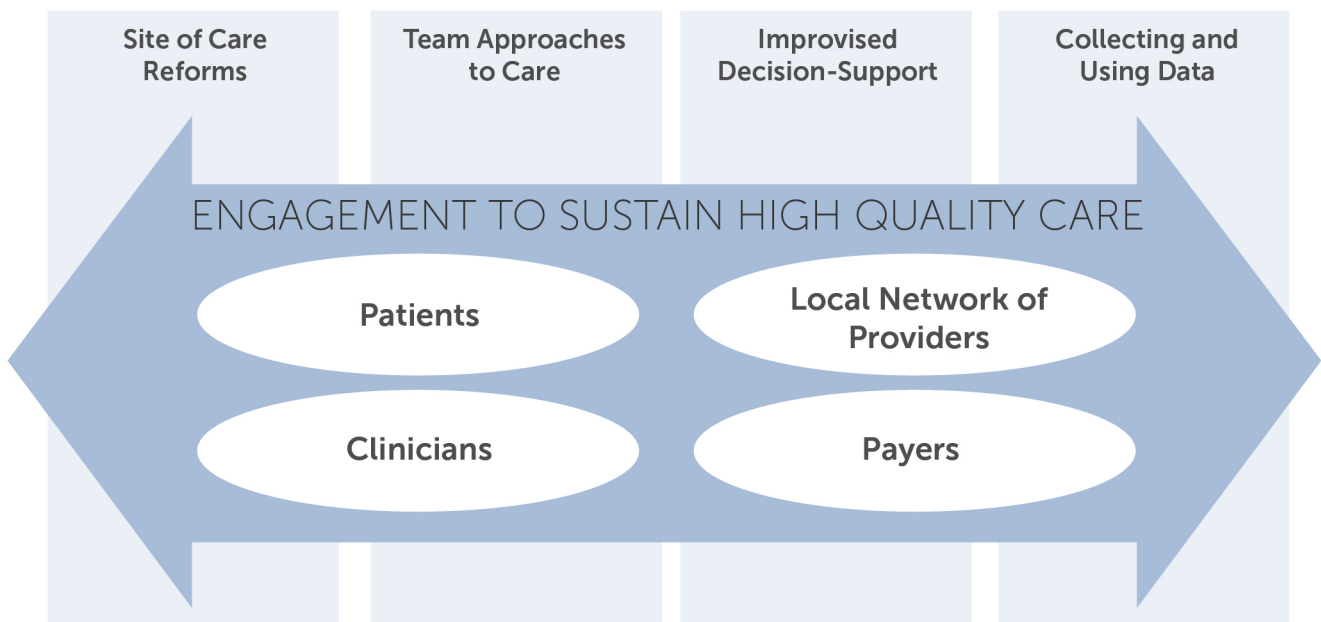 Site of Care
Reforms
Team Approaches
to Care
Improvised
Decision-Support
Collecting and
Using Data
ENGAGEMENT TO SUSTAIN HIGH QUALITY CARE
Patients
Local Network of
Providers
Clinicians
Payers